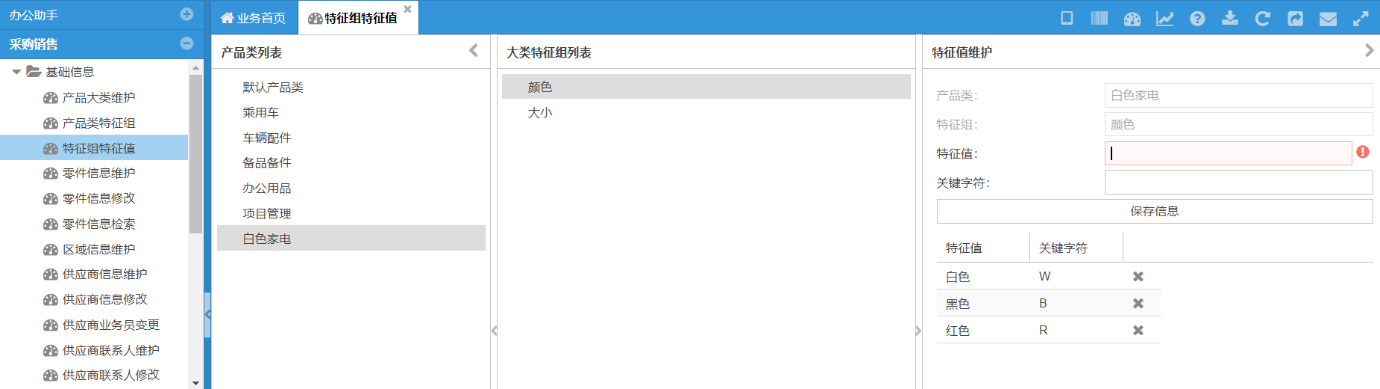 办公助手
采购销售
基础信息
产品大类维护
产品类特征组
特征组特征值
零件信息维护
零件信息修改
零件信息检索
区域信息维护
供应商信息维护
供应商信息修改
供应商业务员变更
供应商联系人维护
供应商联系人修改
业务首页
特征组特征值
产品类列表
默认产品类
乘用车
车辆配件
备品备件
办公用品
项目管理
白色家电
大类特征组列表
颜色
大小
特征值维护
产品类: 白色家电
特征组: 颜色
特征值:
关键字符:
保存信息
特征值 关键字符
白色 W
黑色 B
红色 R